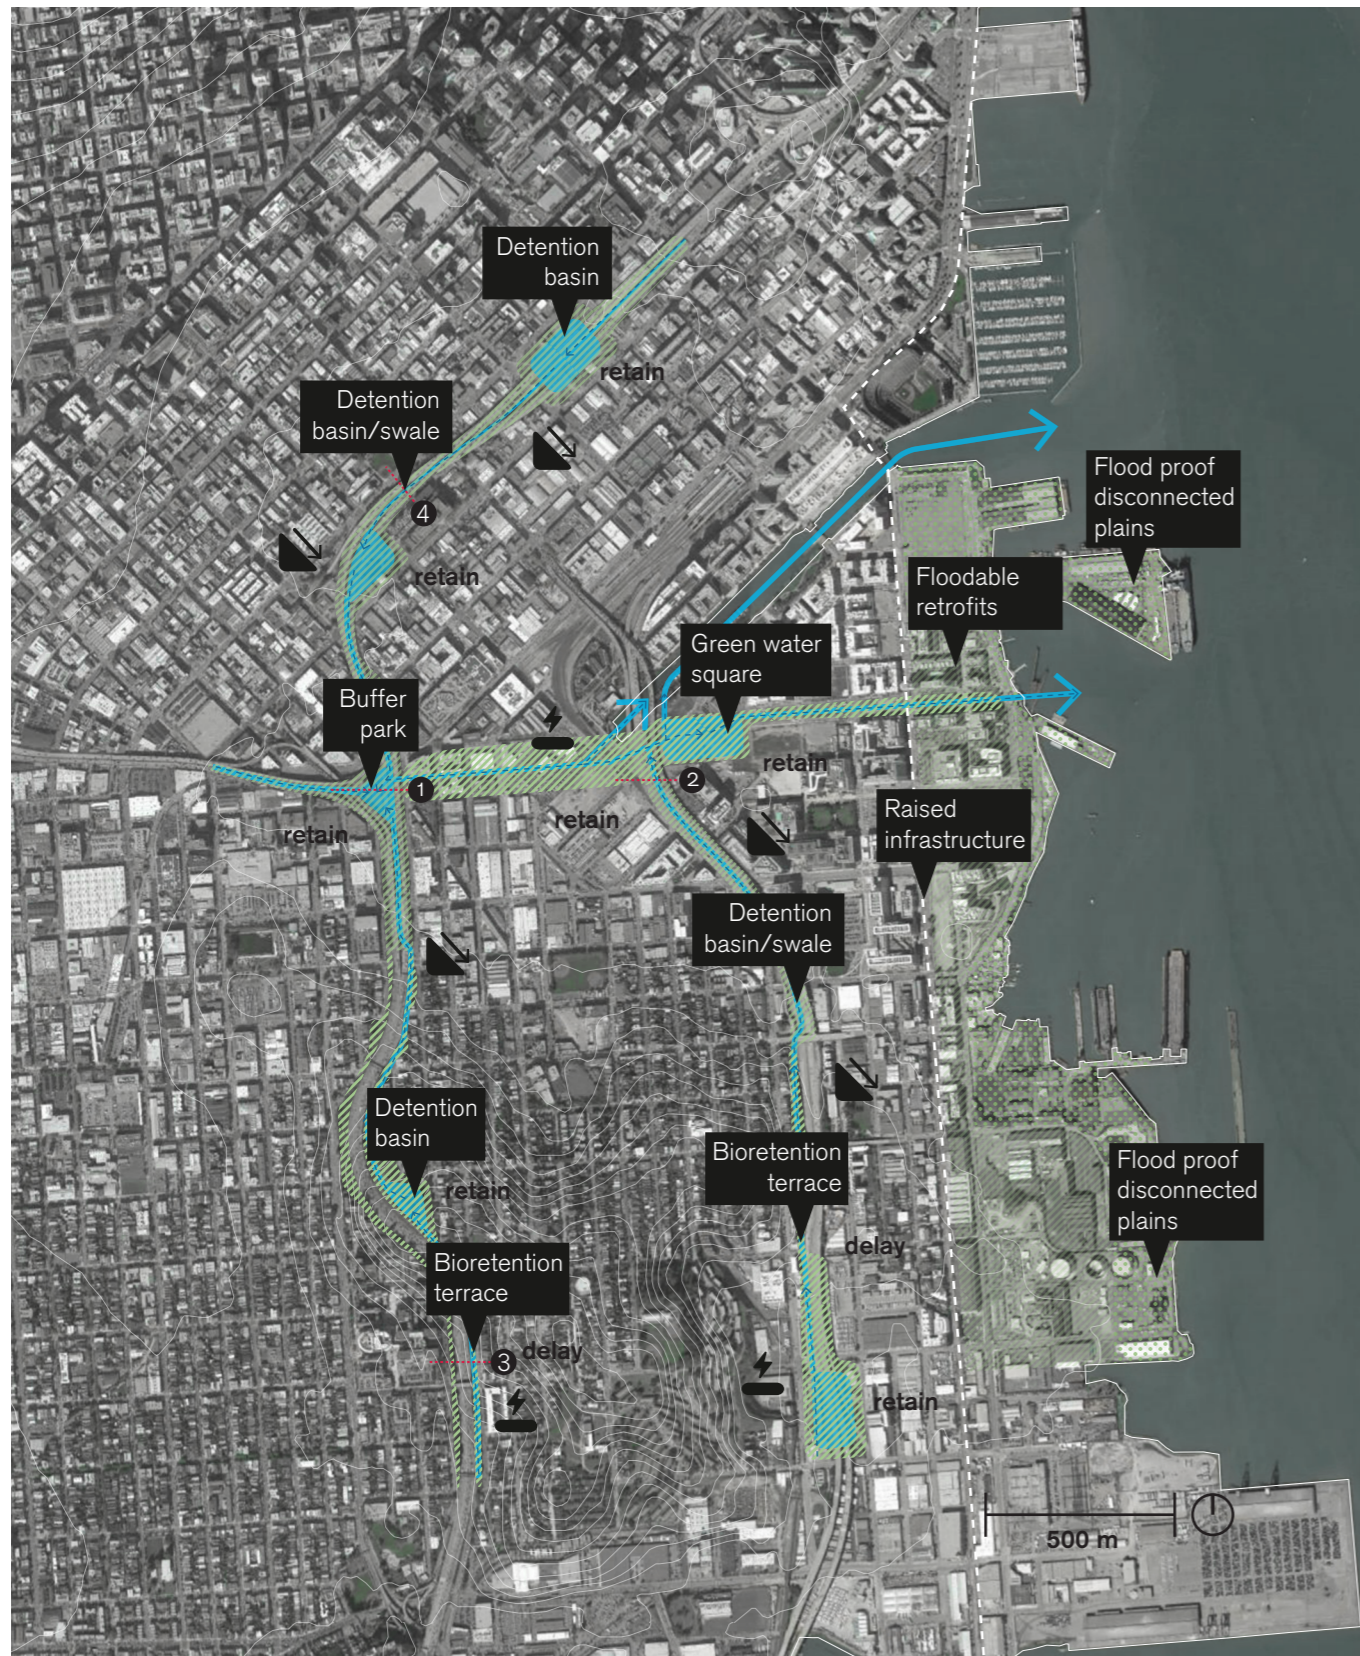 Detention
basin
retain
Detention
basin/swale
4
retain
Flood proof
disconnected
plains
Floodable
retrofits
Green water
square
Buffer
park
1
2
retain
retain
retain
Raised
infrastructure
Detention
basin/swale
Detention
basin
retain
Bioretention
terrace
delay
Flood proof
disconnected
plains
Bioretention
terrace
3
delay
retain
500 m